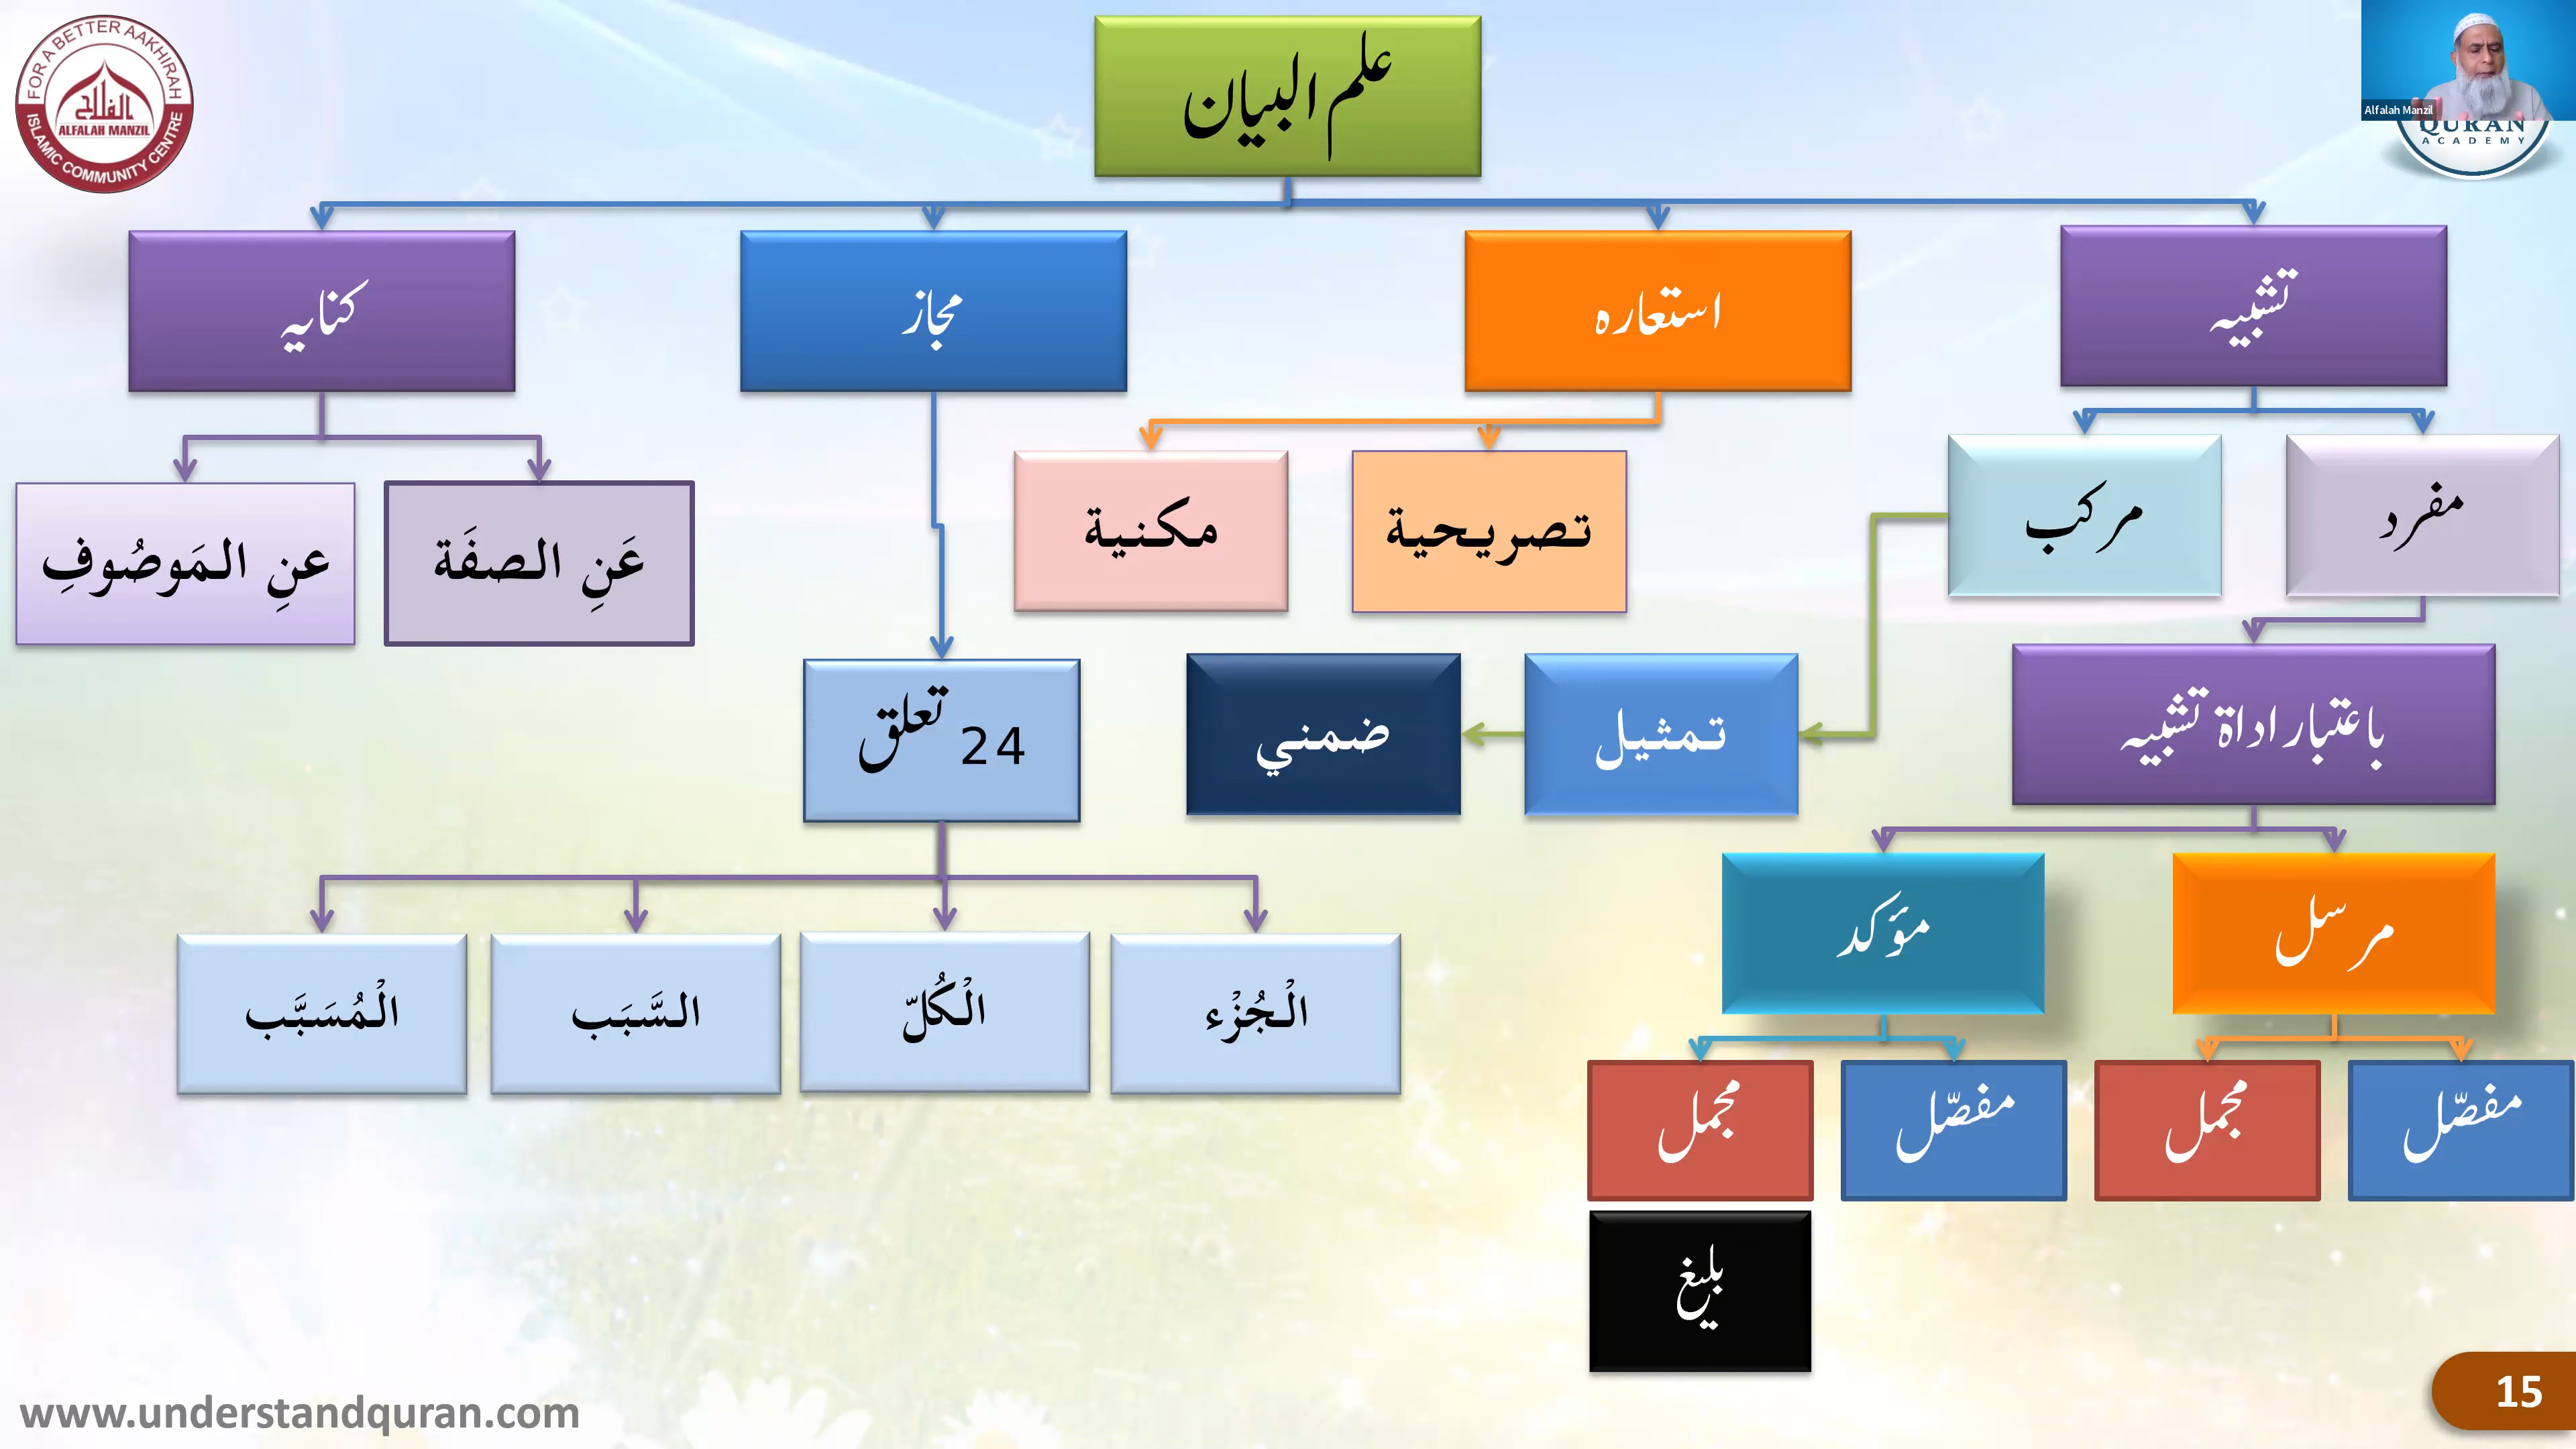 علم البیان
FOR A BETTER AAKHIRAH
الفلاح
ALFALAH MANZIL
ISLAMIC COMMUNITY CENTRE
Alfalah Manzil
QURAN
ACADEMY
تشبیہ
استعارہ
مجاز
کنایہ
مفرد
مرکب
تصريحية
مكنية
عَنِ الصفَة
عنِ المَوصُوفِ
باعتبار اداۃ تشبیہ
تمثيل
ضمني
24 تعلق
مرسل
مؤکد
الْجُزْء
الْكُلّ
السَّبَب
الْمُسَبَّب
مفصّل
مجمل
مفصّل
مجمل
بلیغ
www.understandquran.com
15